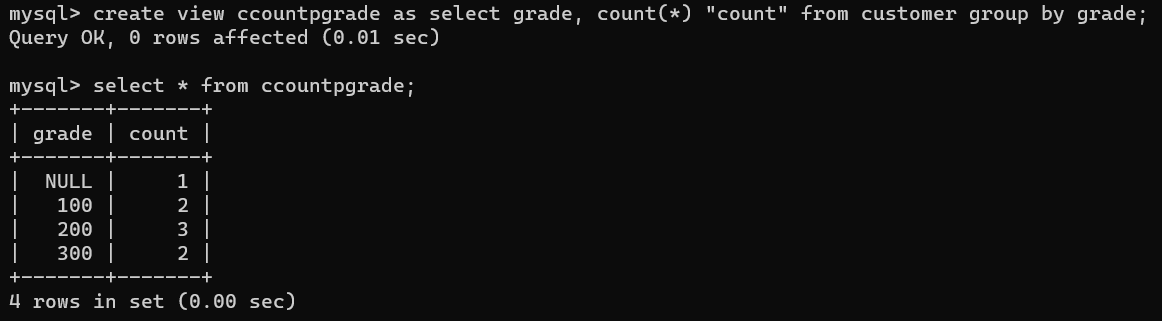 mysql> create view ccountpgrade as select grade, count(*) "count" from customer group by grade;
Query OK, 0 rows affected (0.01 sec)

mysql> select * from ccountpgrade;
+-------+-------+
| grade | count |
+-------+-------+
|  NULL |     1 |
|   100 |     2 |
|   200 |     3 |
|   300 |     2 |
+-------+-------+
4 rows in set (0.00 sec)